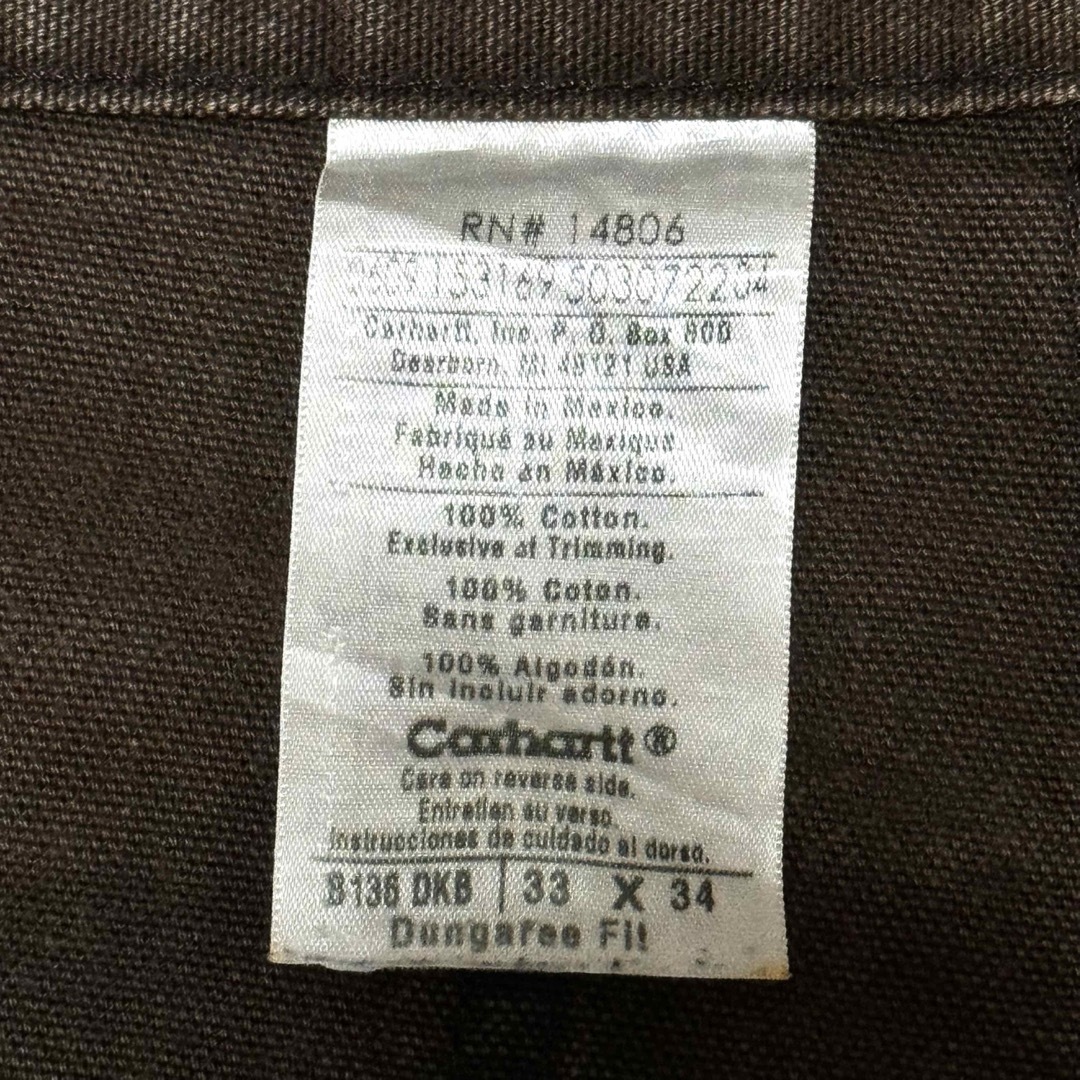 RN# 14806
Carhartt, Inc. P. O. Box 600
Dearborn, MI 48121 USA
Made in Mexico.
Fabriqué au Mexique.
Hecho en México.
100% Cotton.
Exclusive of Trimming.
100% Coton.
Sans garniture.
100% Algodón.
Sin incluir adorno.
Carhartt®
Care on reverse side.
Entretien au verso.
Instrucciones de cuidado al dorso.
B136 DKB 33 X 34
Dungaree Fit